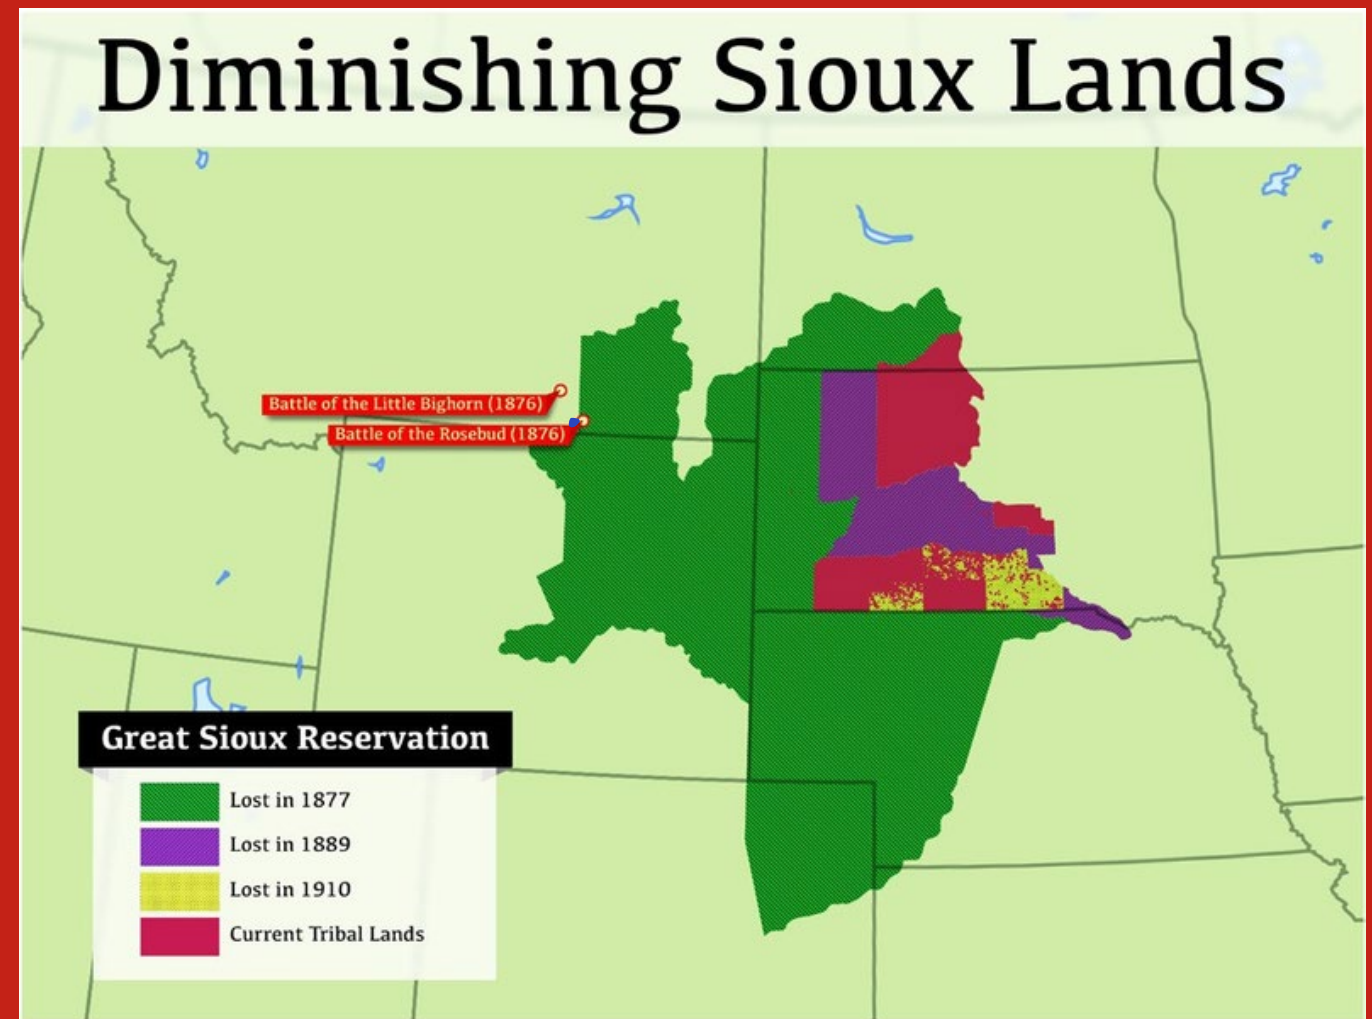 Diminishing Sioux Lands
Battle of the Little Bighorn (1876)
Battle of the Rosebud (1876)
Great Sioux Reservation
Lost in 1877
Lost in 1889
Lost in 1910
Current Tribal Lands